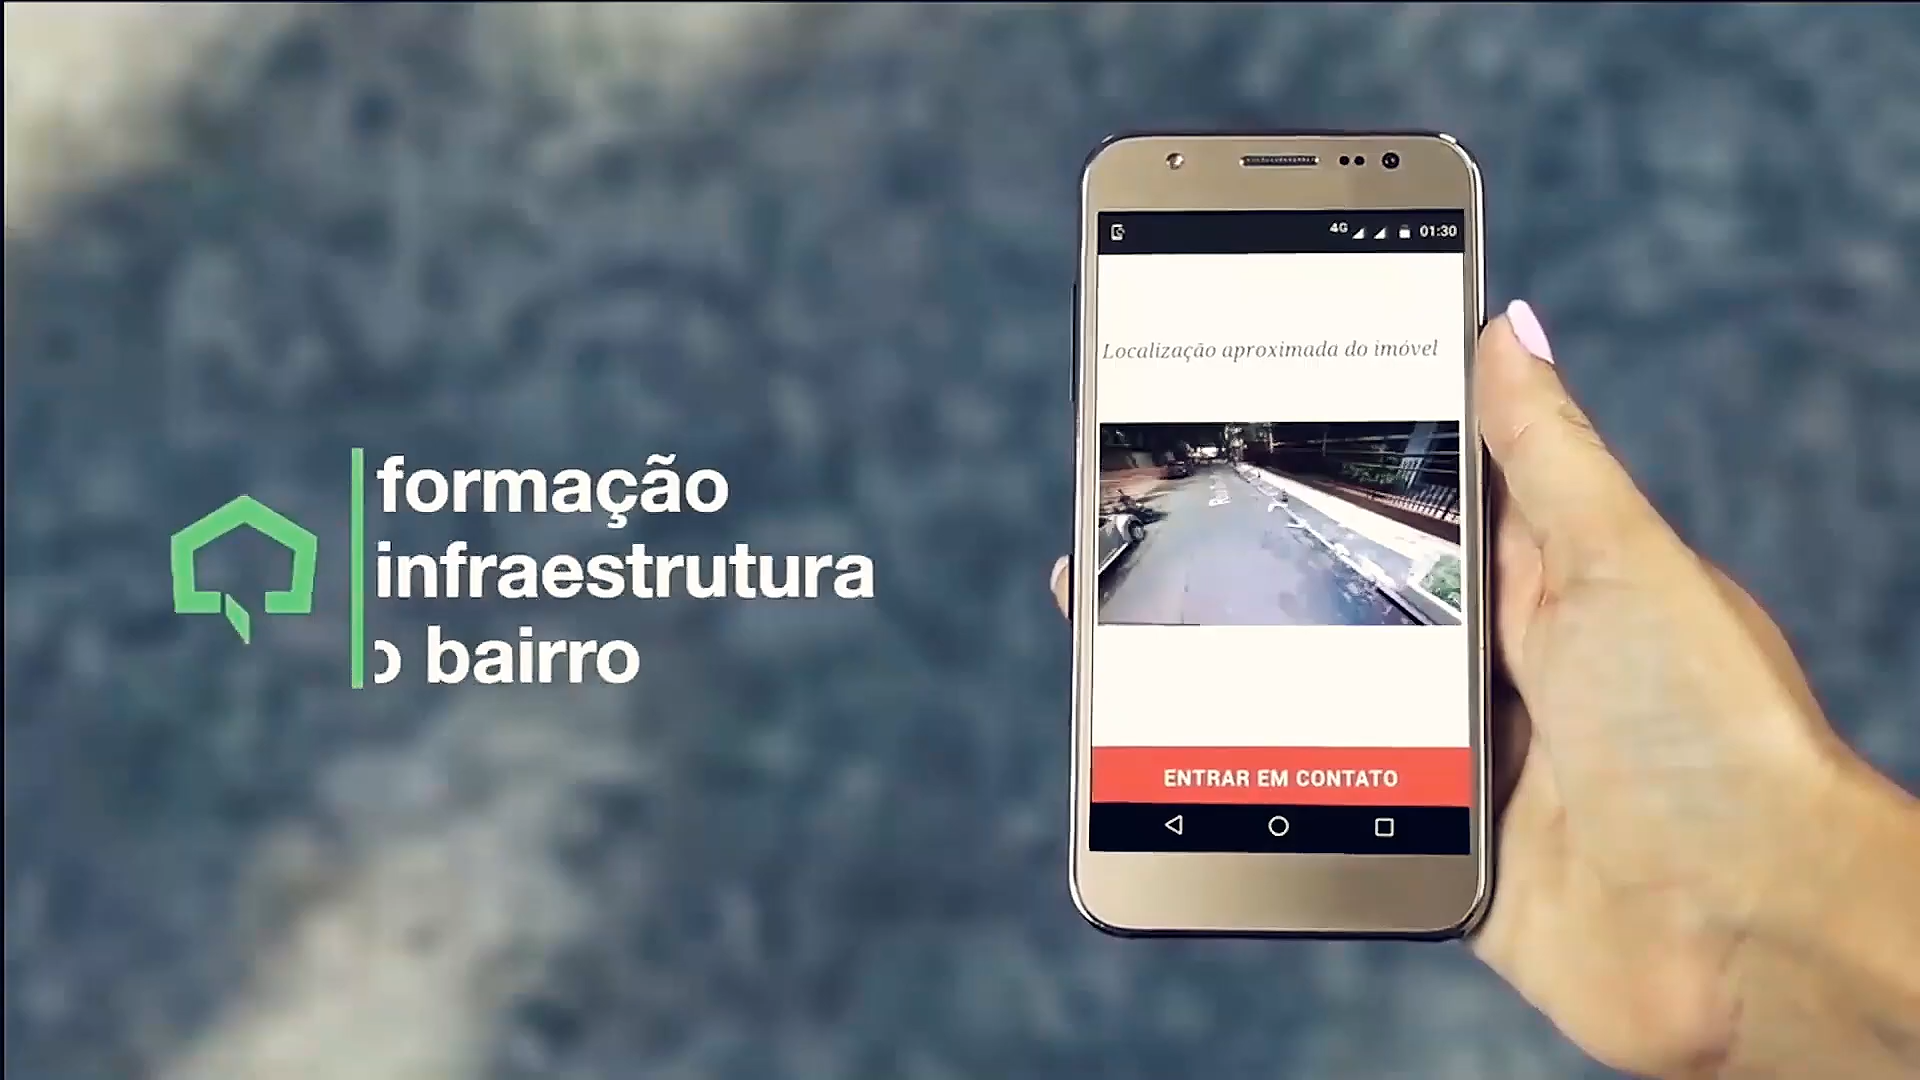 formação
infraestrutura
o bairro
4G 01:30
Localização aproximada do imóvel
ENTRAR EM CONTATO